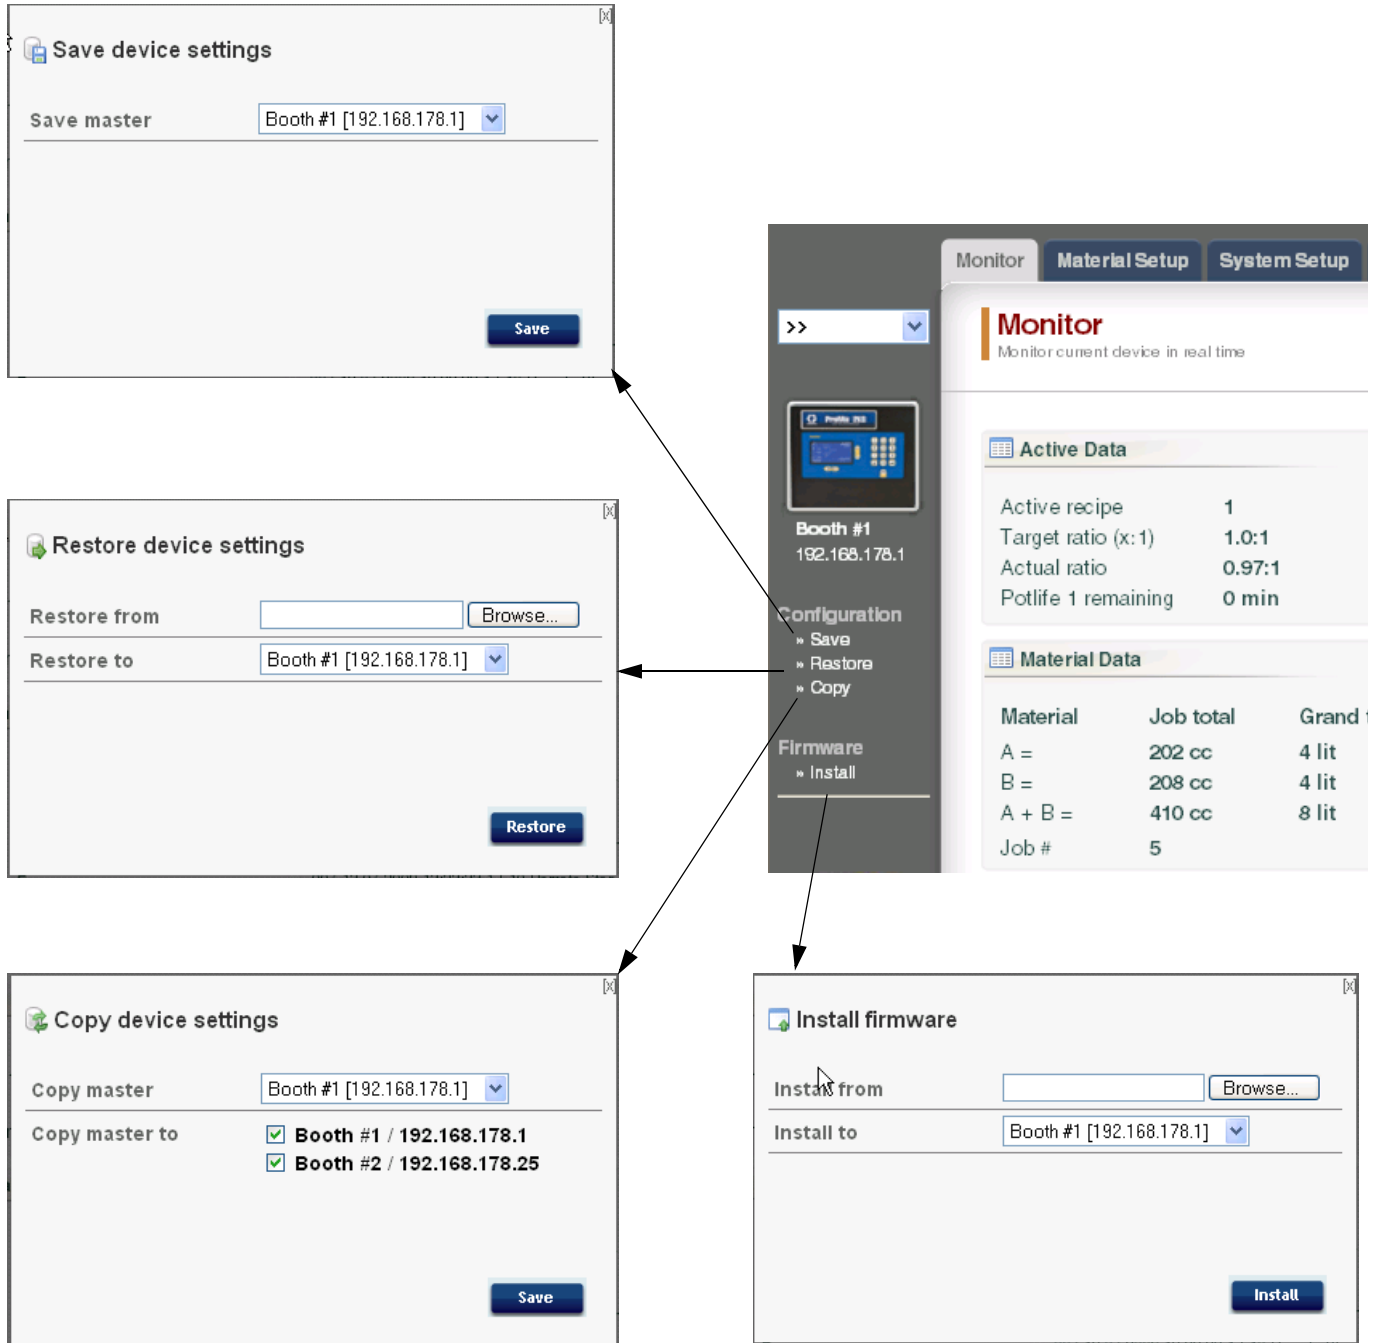 [x]
Save device settings
Save master Booth #1 [192.168.178.1]
Save
Monitor Material Setup System Setup
>>
Monitor
Monitor current device in real time
Booth #1
192.168.178.1
Configuration
» Save
» Restore
» Copy
Firmware
» Install
Active Data
Active recipe 1
Target ratio (x:1) 1.0:1
Actual ratio 0.97:1
Potlife 1 remaining 0 min
Material Data
Material Job total Grand
A = 202 cc 4 lit
B = 208 cc 4 lit
A + B = 410 cc 8 lit
Job # 5
[x]
Restore device settings
Restore from Browse...
Restore to Booth #1 [192.168.178.1]
Restore
[x]
Copy device settings
Copy master Booth #1 [192.168.178.1]
Copy master to Booth #1 / 192.168.178.1
Booth #2 / 192.168.178.25
Save
[x]
Install firmware
Install from Browse...
Install to Booth #1 [192.168.178.1]
Install